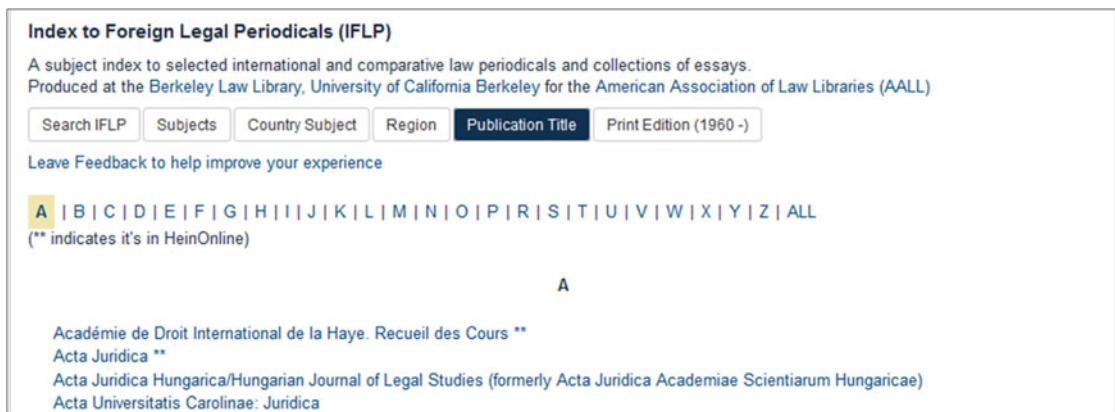 Index to Foreign Legal Periodicals (IFLP)
A subject index to selected international and comparative law periodicals and collections of essays.
Produced at the Berkeley Law Library, University of California Berkeley for the American Association of Law Libraries (AALL)
Search IFLP Subjects Country Subject Region Publication Title Print Edition (1960 -)
Leave Feedback to help improve your experience
A | B | C | D | E | F | G | H | I | J | K | L | M | N | O | P | R | S | T | U | V | W | X | Y | Z | ALL
(** indicates it's in HeinOnline)
A
Académie de Droit International de la Haye. Recueil des Cours **
Acta Juridica **
Acta Juridica Hungarica/Hungarian Journal of Legal Studies (formerly Acta Juridica Academiae Scientiarum Hungaricae)
Acta Universitatis Carolinae: Juridica